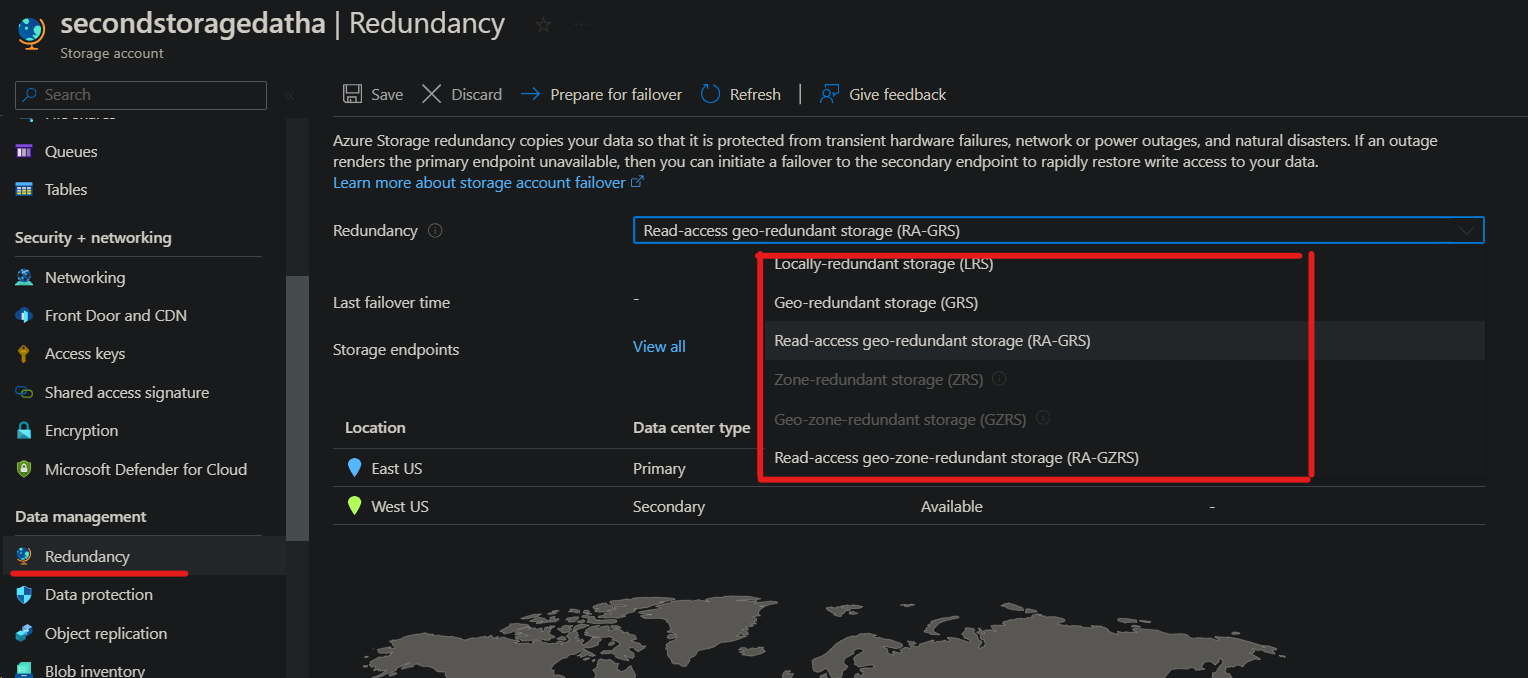 secondstoragedatha | Redundancy
Storage account
Search
Save Discard Prepare for failover Refresh | Give feedback
Queues
Tables
Security + networking
Networking
Front Door and CDN
Access keys
Shared access signature
Encryption
Microsoft Defender for Cloud
Data management
Redundancy
Data protection
Object replication
Blob inventory
Azure Storage redundancy copies your data so that it is protected from transient hardware failures, network or power outages, and natural disasters. If an outage
renders the primary endpoint unavailable, then you can initiate a failover to the secondary endpoint to rapidly restore write access to your data.
Learn more about storage account failover
Redundancy Read-access geo-redundant storage (RA-GRS)
Locally-redundant storage (LRS)
Geo-redundant storage (GRS)
Read-access geo-redundant storage (RA-GRS)
Zone-redundant storage (ZRS)
Geo-zone-redundant storage (GZRS)
Read-access geo-zone-redundant storage (RA-GZRS)
Last failover time -
Storage endpoints View all
Location Data center type
East US Primary
West US Secondary Available -